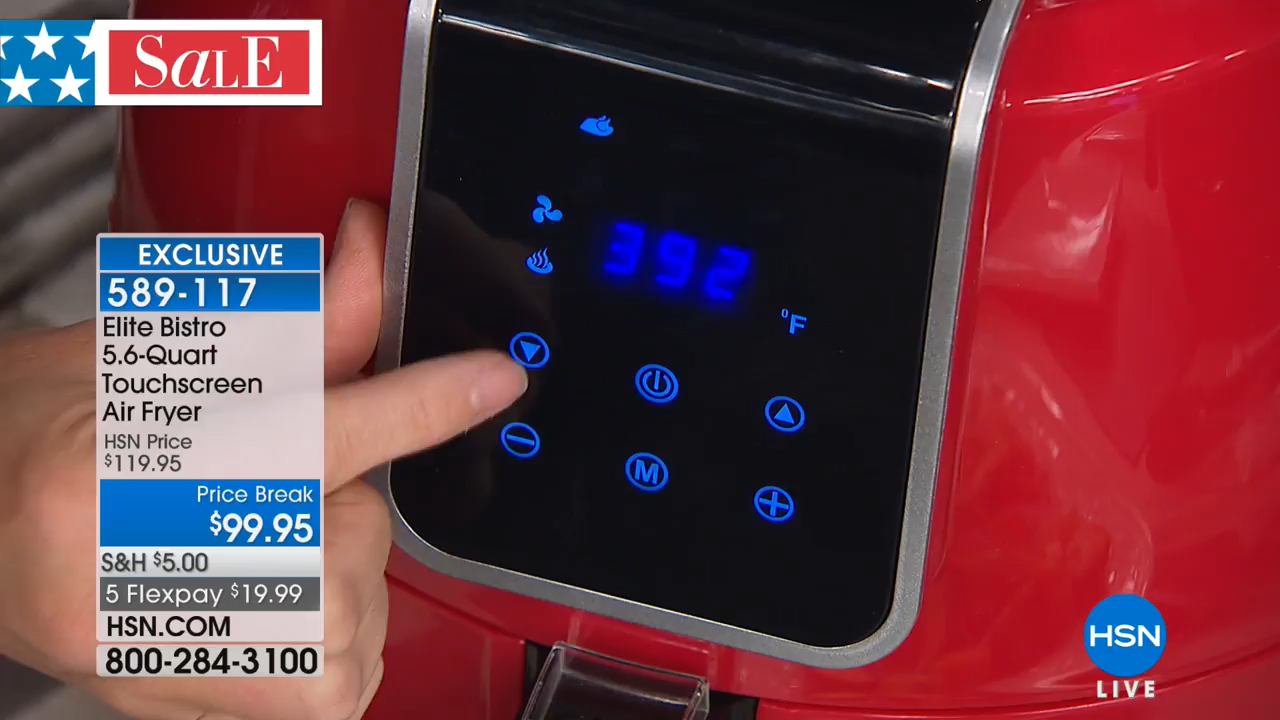 SaLE
EXCLUSIVE
589-117
Elite Bistro
5.6-Quart
Touchscreen
Air Fryer
HSN Price
$119.95
Price Break
$99.95
S&H $5.00
5 Flexpay $19.99
HSN.COM
800-284-3100
392
°F
M
HSN
LIVE